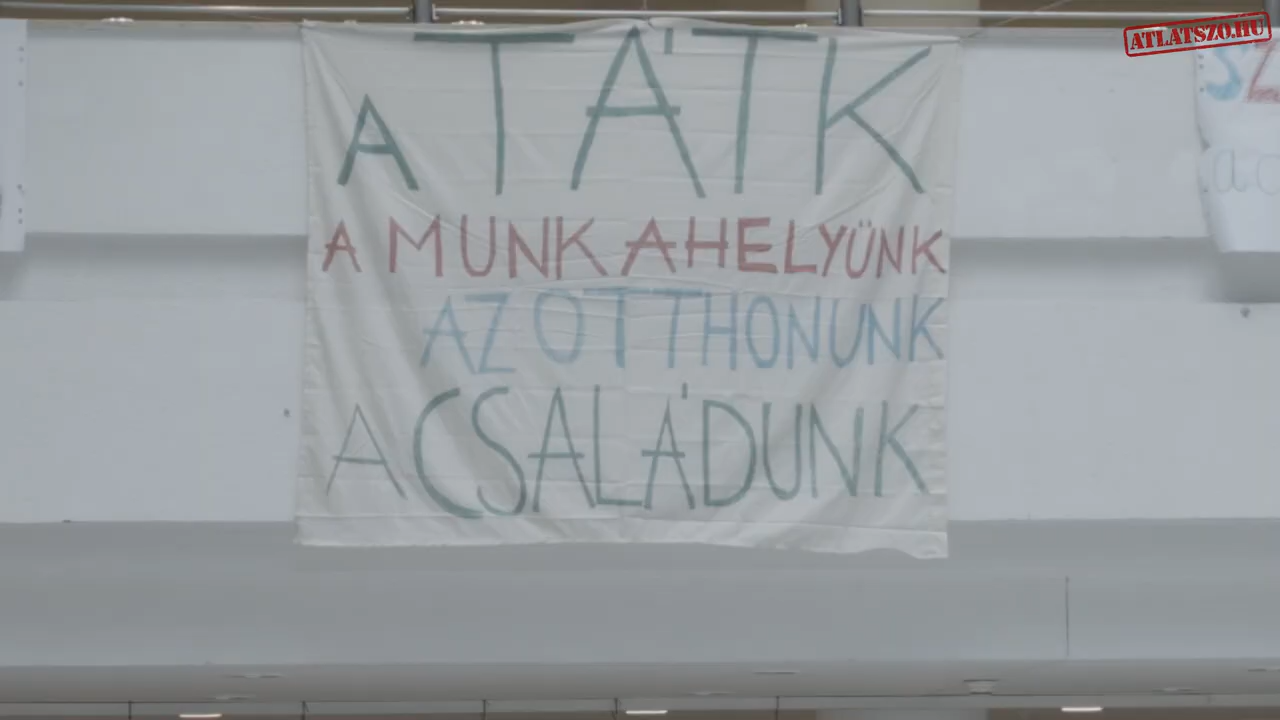 ATLATSZO.HU
A TÁTK
A MUNKAHELYÜNK
AZ OTTHONUNK
A CSALÁDUNK